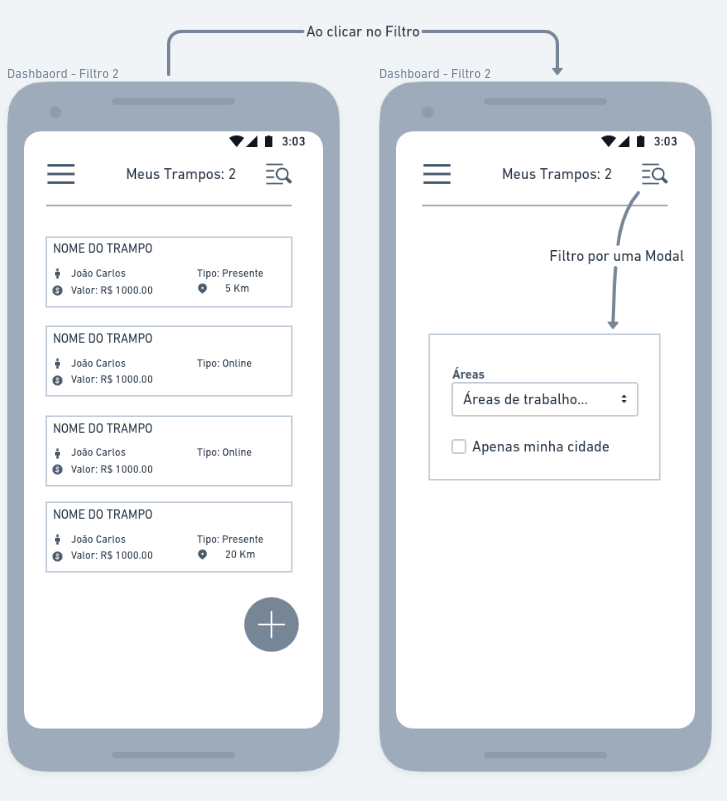 Ao clicar no Filtro
Dashbaord - Filtro 2
3:03
Meus Trampos: 2
NOME DO TRAMPO
João Carlos
Tipo: Presente
Valor: R$ 1000.00
5 Km
NOME DO TRAMPO
João Carlos
Tipo: Online
Valor: R$ 1000.00
NOME DO TRAMPO
João Carlos
Tipo: Online
Valor: R$ 1000.00
NOME DO TRAMPO
João Carlos
Tipo: Presente
Valor: R$ 1000.00
20 Km
Dashboard - Filtro 2
3:03
Meus Trampos: 2
Filtro por uma Modal
Áreas
Áreas de trabalho...
Apenas minha cidade